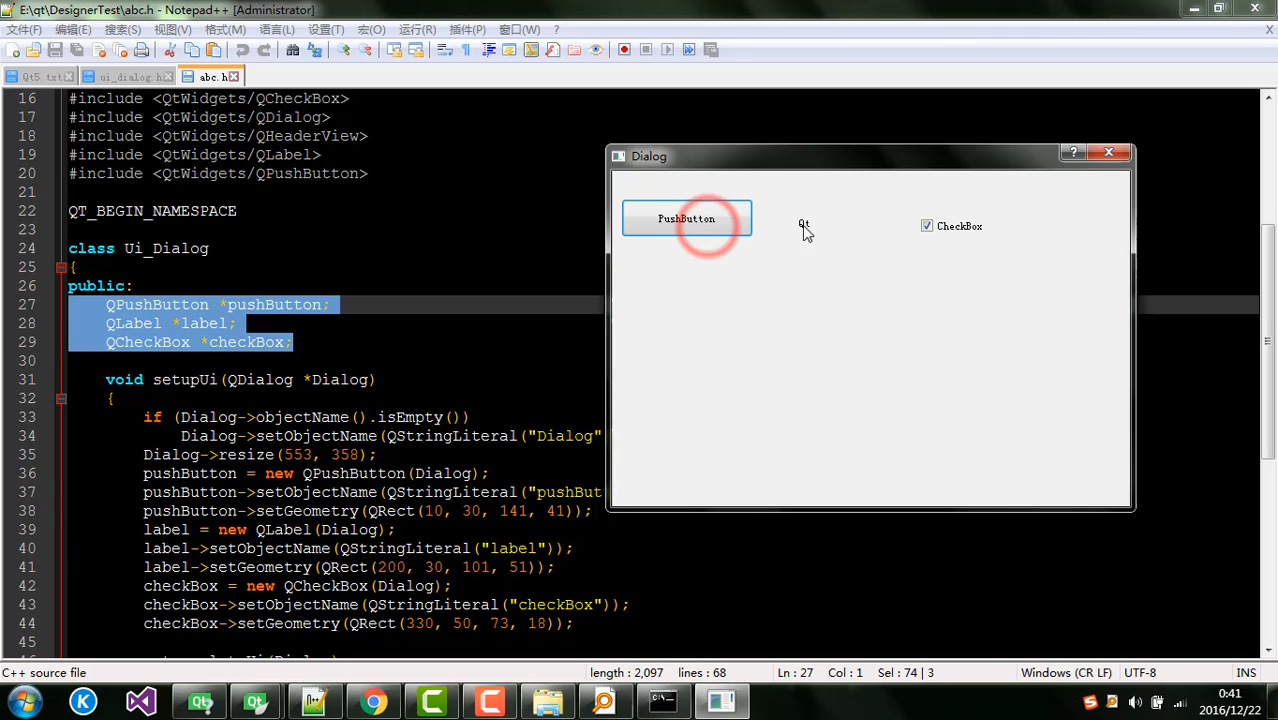 E:\qt\DesignerTest\abc.h - Notepad++ [Administrator]
文件(F) 编辑(E) 搜索(S) 视图(V) 格式(M) 语言(L) 设置(T) 宏(O) 运行(R) 插件(P) 窗口(W) ? X
Qt5 txt ui_dialog.h abc.h
16 #include <QtWidgets/QCheckBox>
17 #include <QtWidgets/QDialog>
18 #include <QtWidgets/QHeaderView>
19 #include <QtWidgets/QLabel>
20 #include <QtWidgets/QPushButton>
21
22 QT_BEGIN_NAMESPACE
23
24 class Ui_Dialog
25 {
26 public:
27 QPushButton *pushButton;
28 QLabel *label;
29 QCheckBox *checkBox;
30
31 void setupUi(QDialog *Dialog)
32 {
33 if (Dialog->objectName().isEmpty())
34 Dialog->setObjectName(QStringLiteral("Dialog"
35 Dialog->resize(553, 358);
36 pushButton = new QPushButton(Dialog);
37 pushButton->setObjectName(QStringLiteral("pushBut
38 pushButton->setGeometry(QRect(10, 30, 141, 41));
39 label = new QLabel(Dialog);
40 label->setObjectName(QStringLiteral("label"));
41 label->setGeometry(QRect(200, 30, 101, 51));
42 checkBox = new QCheckBox(Dialog);
43 checkBox->setObjectName(QStringLiteral("checkBox"));
44 checkBox->setGeometry(QRect(330, 50, 73, 18));
45
Dialog
PushButton Qt CheckBox
C++ source file length : 2,097 lines : 68 Ln : 27 Col : 1 Sel : 74 | 3 Windows (CR LF) UTF-8 INS
0:41
2016/12/22